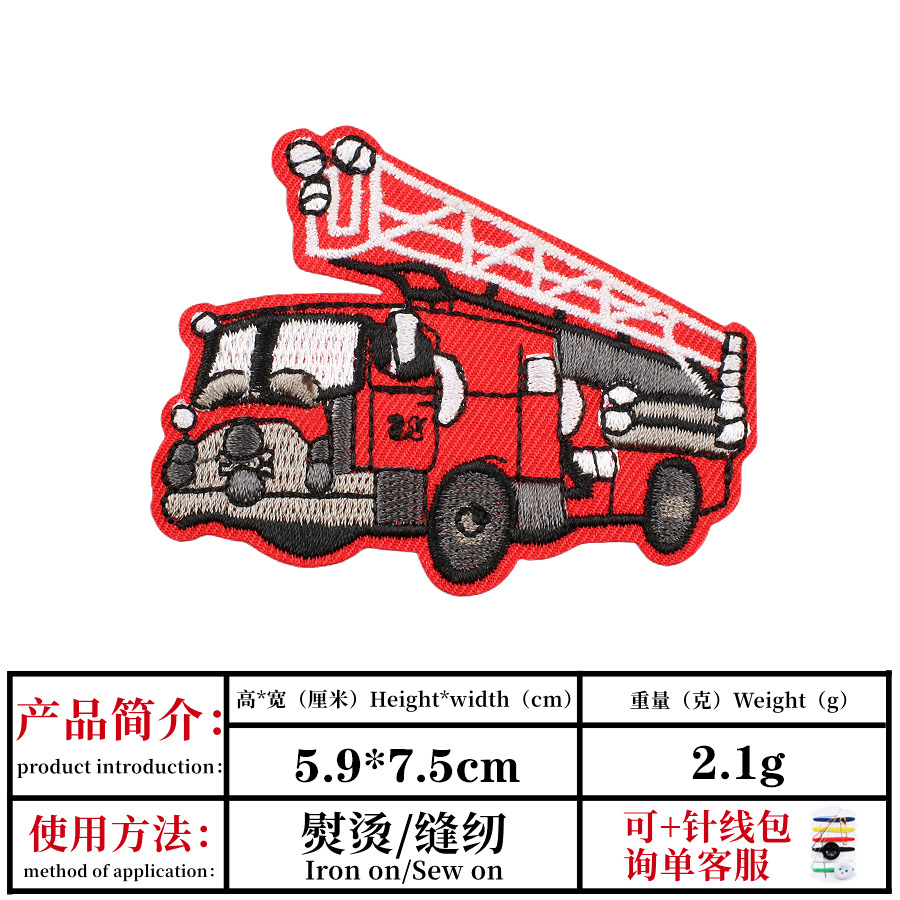 产品简介：
product introduction：
高*宽（厘米）Height*width（cm）
重量（克）Weight（g）
5.9*7.5cm
2.1g
使用方法：
method of application：
熨烫/缝纫
Iron on/Sew on
可+针线包
询单客服